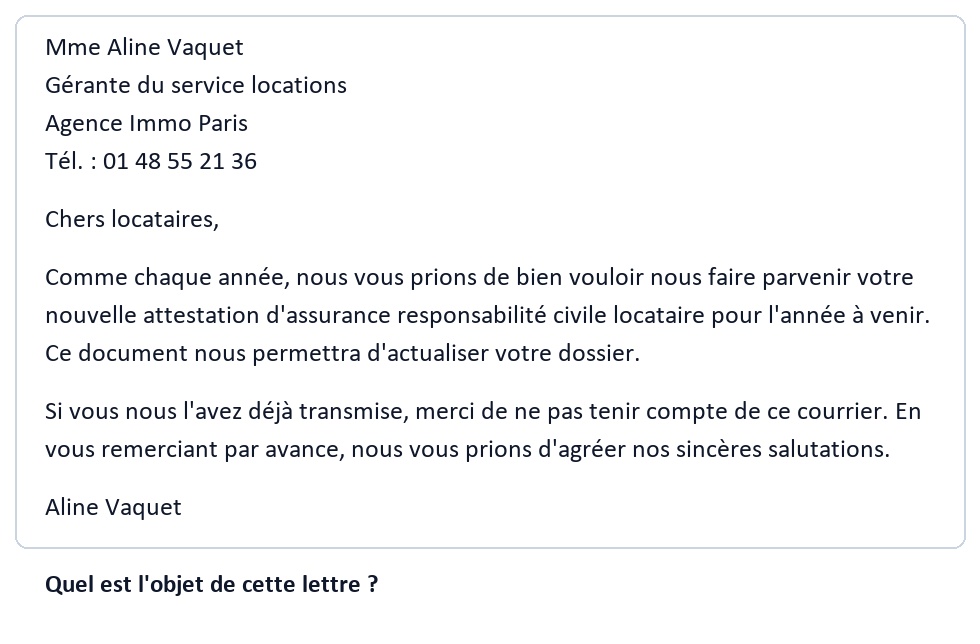 Mme Aline Vaquet
Gérante du service locations
Agence Immo Paris
Tél. : 01 48 55 21 36
Chers locataires,
Comme chaque année, nous vous prions de bien vouloir nous faire parvenir votre
nouvelle attestation d'assurance responsabilité civile locataire pour l'année à venir.
Ce document nous permettra d'actualiser votre dossier.
Si vous nous l'avez déjà transmise, merci de ne pas tenir compte de ce courrier. En
vous remerciant par avance, nous vous prions d'agréer nos sincères salutations.
Aline Vaquet
Quel est l'objet de cette lettre ?